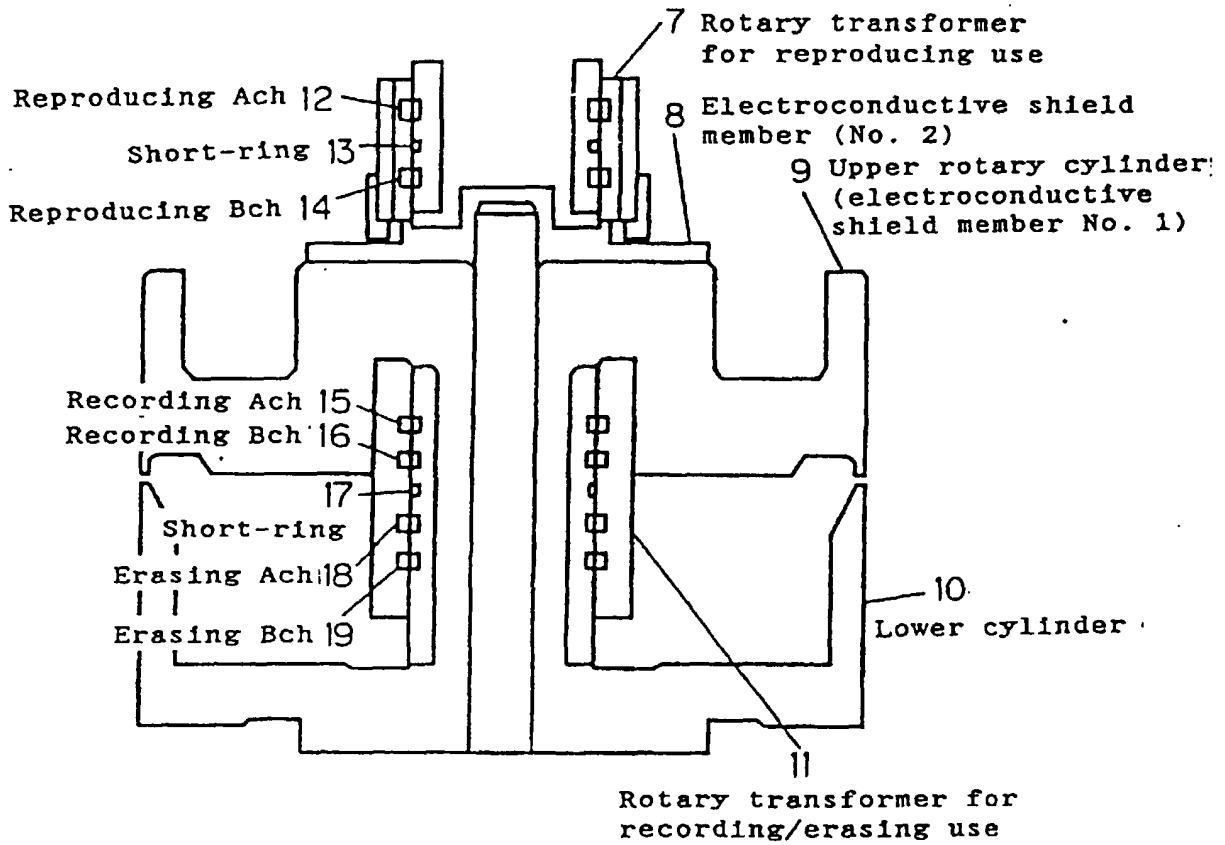 7 Rotary transformer
for reproducing use
Reproducing Ach 12
8 Electroconductive shield
member (No. 2)
Short-ring 13
9 Upper rotary cylinder
(electroconductive
shield member No. 1)
Reproducing Bch 14
Recording Ach 15
Recording Bch 16
17
Short-ring
Erasing Ach 18
Erasing Bch 19
10
Lower cylinder
11
Rotary transformer for
recording/erasing use